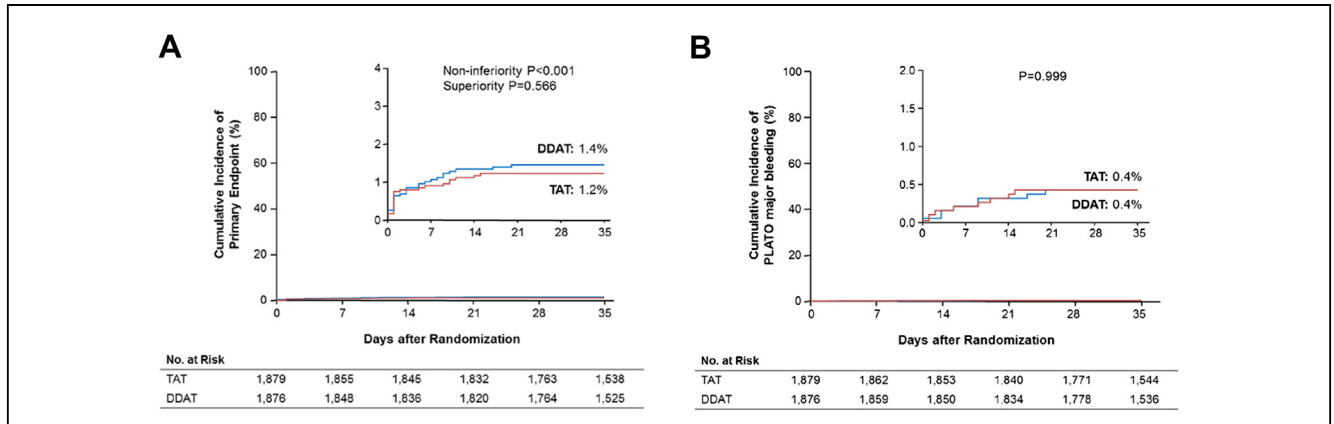 A
Cumulative Incidence of
Primary Endpoint (%)
100
80
60
40
20
0
0 7 14 21 28 35
Days after Randomization
4
3
2
1
0
0 7 14 21 28 35
Non-inferiority P<0.001
Superiority P=0.566
DDAT: 1.4%
TAT: 1.2%
No. at Risk
TAT 1,879 1,855 1,845 1,832 1,763 1,538
DDAT 1,876 1,848 1,836 1,820 1,764 1,525
B
Cumulative Incidence of
PLATO major bleeding (%)
100
80
60
40
20
0
0 7 14 21 28 35
Days after Randomization
2.0
1.5
1.0
0.5
0.0
0 7 14 21 28 35
P=0.999
TAT: 0.4%
DDAT: 0.4%
No. at Risk
TAT 1,879 1,862 1,853 1,840 1,771 1,544
DDAT 1,876 1,859 1,850 1,834 1,778 1,536